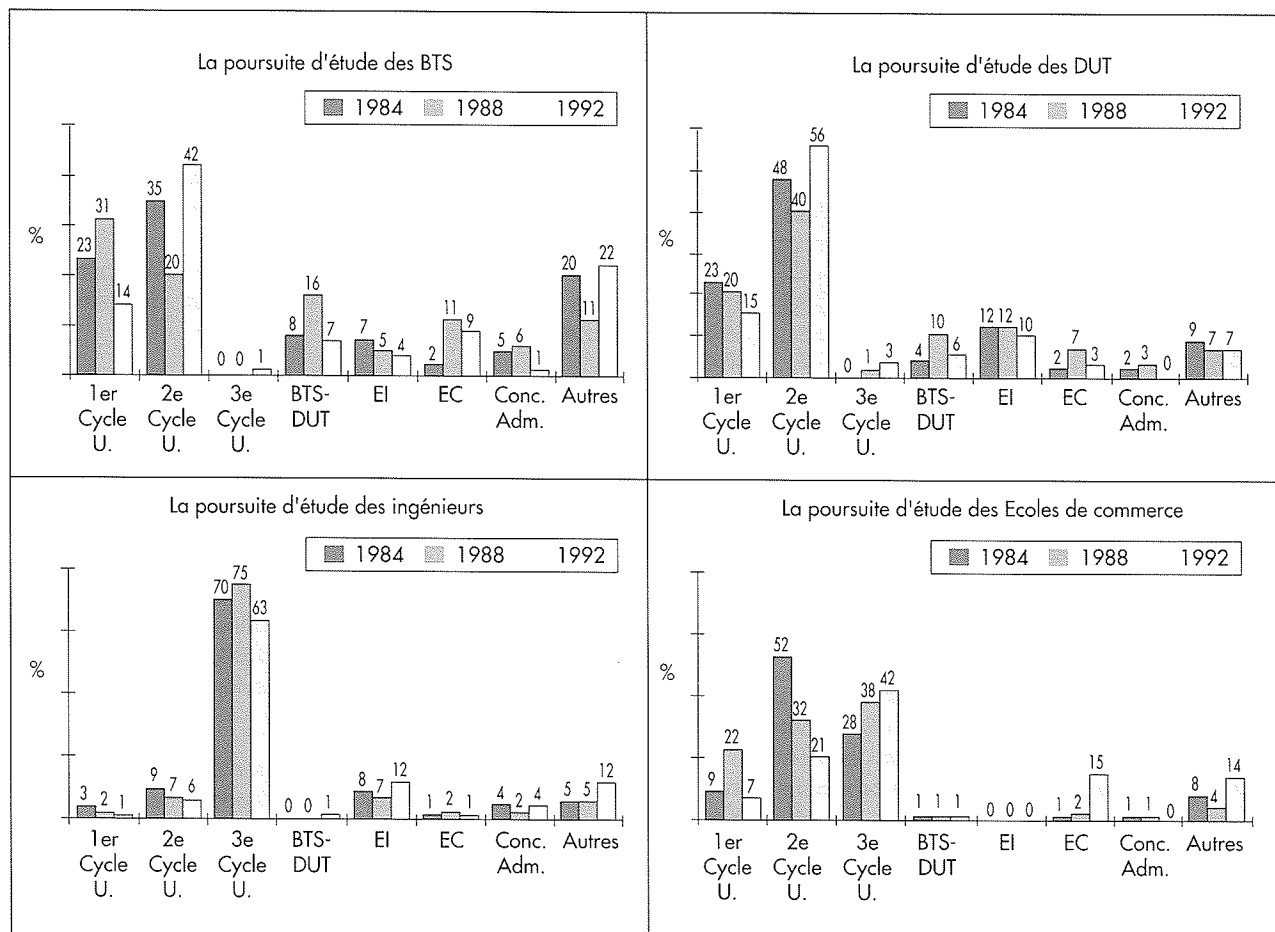 La poursuite d'étude des BTS
1984 1988 1992
%
23 31 14
35 20 42
0 0 1
8 16 7
7 5 4
2 11 9
5 6 1
20 11 22
1er 2e 3e BTS- EI EC Conc. Autres
Cycle Cycle Cycle DUT Adm.
U. U. U.
La poursuite d'étude des DUT
1984 1988 1992
%
23 20 15
48 40 56
0 1 3
4 10 6
12 12 10
2 7 3
2 3 0
9 7 7
1er 2e 3e BTS- EI EC Conc. Autres
Cycle Cycle Cycle DUT Adm.
U. U. U.
La poursuite d'étude des ingénieurs
1984 1988 1992
%
3 2 1
9 7 6
70 75 63
0 0 1
8 7 12
1 2 1
4 2 4
5 5 12
1er 2e 3e BTS- EI EC Conc. Autres
Cycle Cycle Cycle DUT Adm.
U. U. U.
La poursuite d'étude des Ecoles de commerce
1984 1988 1992
%
9 22 7
52 32 21
28 38 42
1 1 1
0 0 0
1 2 15
1 1 0
8 4 14
1er 2e 3e BTS- EI EC Conc. Autres
Cycle Cycle Cycle DUT Adm.
U. U. U.